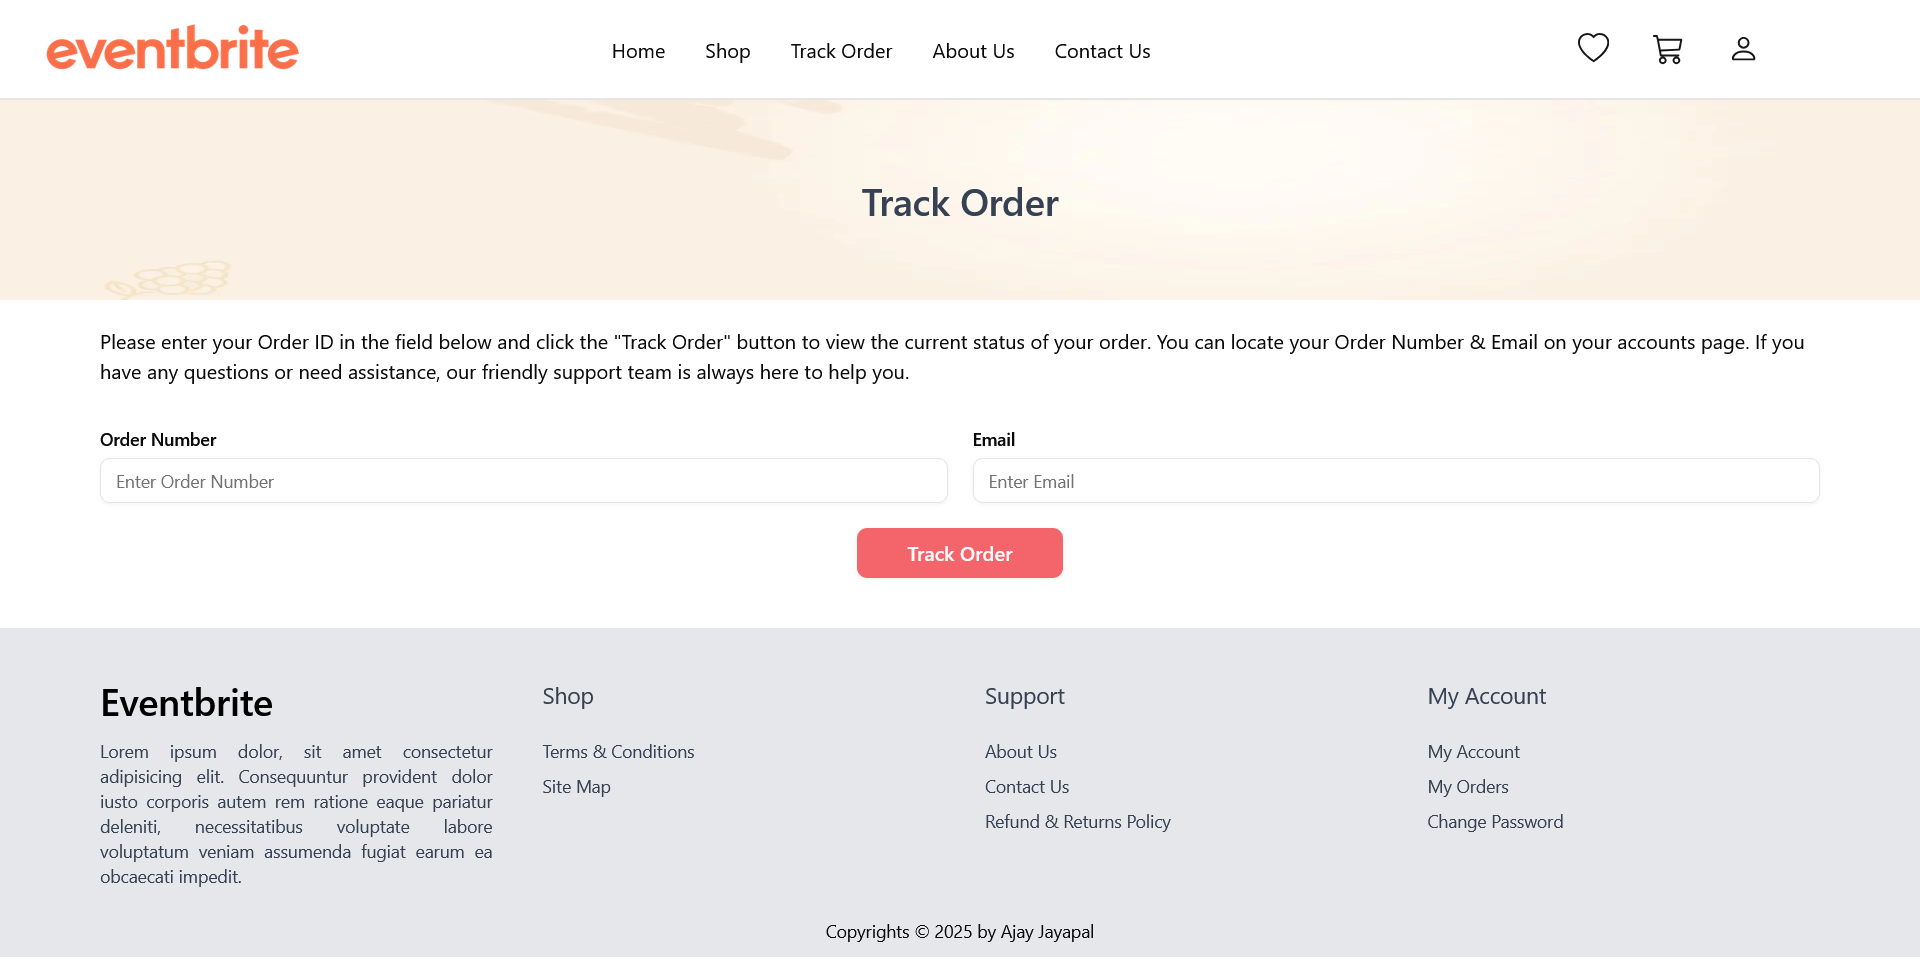 eventbrite
Home Shop Track Order About Us Contact Us
Track Order
Please enter your Order ID in the field below and click the "Track Order" button to view the current status of your order. You can locate your Order Number & Email on your accounts page. If you
have any questions or need assistance, our friendly support team is always here to help you.
Order Number
Enter Order Number
Email
Enter Email
Track Order
Eventbrite
Lorem ipsum dolor, sit amet consectetur
adipisicing elit. Consequuntur provident dolor
iusto corporis autem rem ratione eaque pariatur
deleniti, necessitatibus voluptate labore
voluptatum veniam assumenda fugiat earum ea
obcaecati impedit.
Shop
Terms & Conditions
Site Map
Support
About Us
Contact Us
Refund & Returns Policy
My Account
My Account
My Orders
Change Password
Copyrights © 2025 by Ajay Jayapal